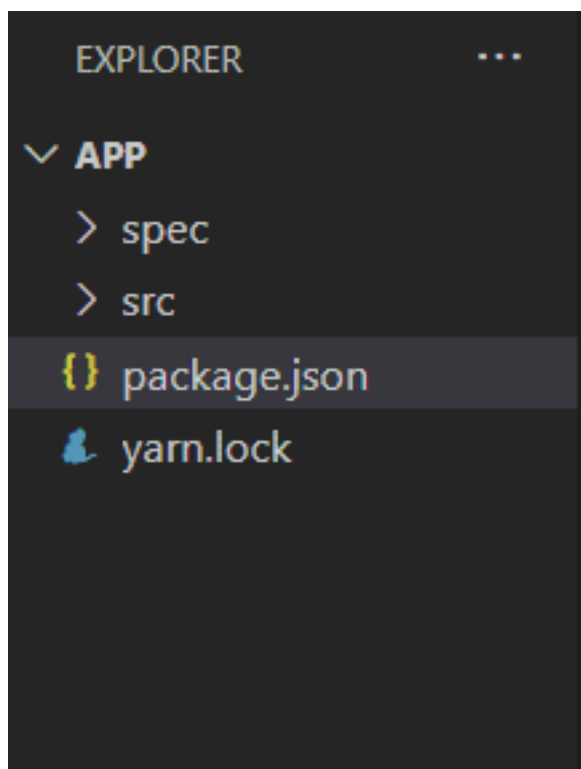 EXPLORER
APP
spec
src
{} package.json
yarn.lock